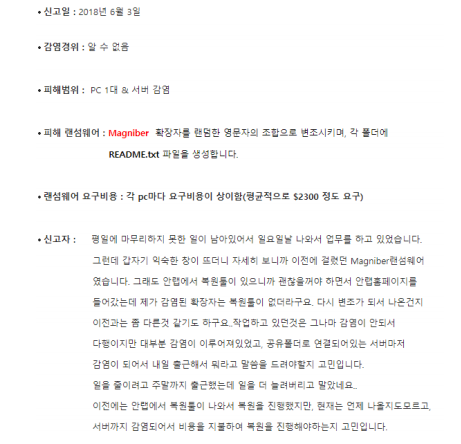 • 신고일 : 2018년 6월 3일
• 감염경위 : 알 수 없음
• 피해범위 : PC 1대 & 서버 감염
• 피해 랜섬웨어 : Magniber 확장자를 랜덤한 영문자의 조합으로 변조시키며, 각 폴더에
README.txt 파일을 생성합니다.
• 랜섬웨어 요구비용 : 각 pc마다 요구비용이 상이함(평균적으로 $2300 정도 요구)
• 신고자 : 평일에 마무리하지 못한 일이 남아있어서 일요일날 나와서 업무를 하고 있었습니다.
그런데 갑자기 익숙한 창이 뜨더니 자세히 보니까 이전에 걸렸던 Magniber랜섬웨어
였습니다. 그래도 안랩에서 복원툴이 있으니까 괜찮을꺼야 하면서 안랩홈페이지를
들어갔는데 제가 감염된 확장자는 복원툴이 없더라구요. 다시 변조가 되서 나온건지
이전과는 좀 다른것 같기도 하구요..작업하고 있던것은 그나마 감염이 안되서
다행이지만 대부분 감염이 이루어져있었고, 공유폴더로 연결되어있는 서버마저
감염이 되어서 내일 출근해서 뭐라고 말씀을 드려야할지 고민입니다.
일을 줄이려고 주말까지 출근했는데 일을 더 늘려버리고 말았네요..
이전에는 안랩에서 복원툴이 나와서 복원을 진행했지만, 현재는 언제 나올지도모르고,
서버까지 감염되어서 비용을 지불하여 복원을 진행해야하는지 고민입니다.